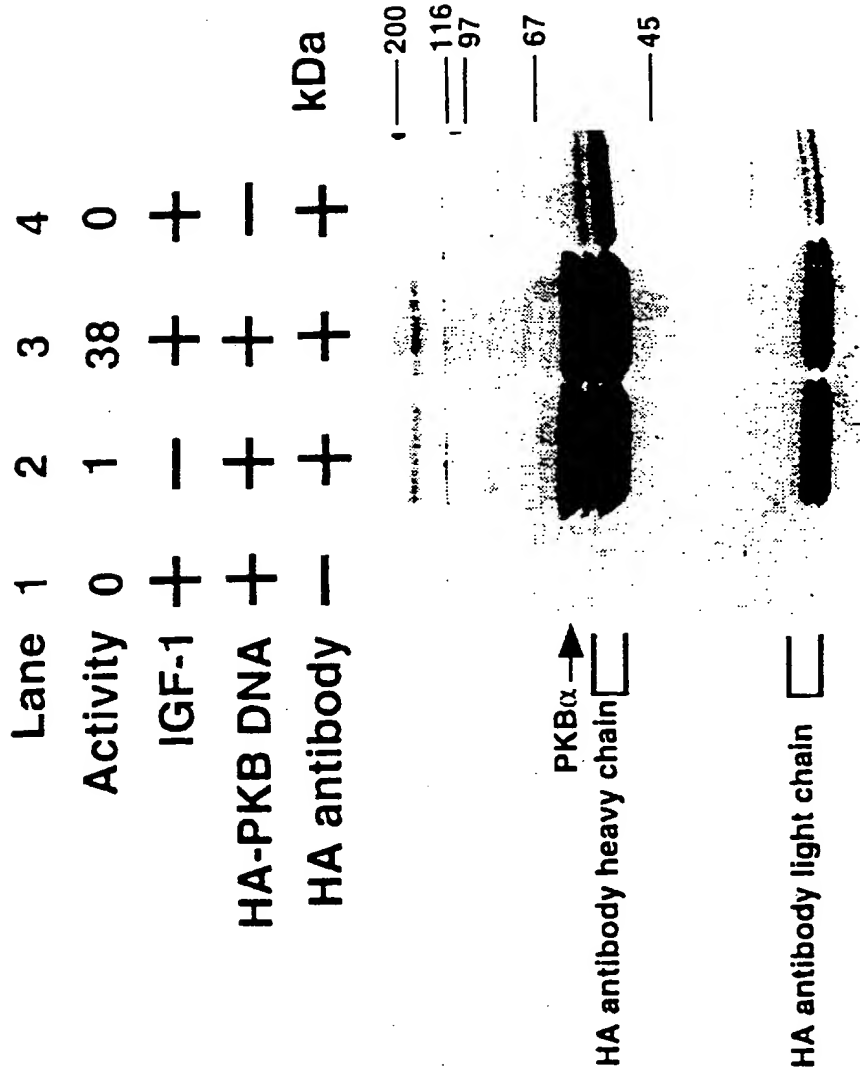 Lane 1 2 3 4
Activity 0 1 38 0
IGF-1 + − + +
HA-PKB DNA + + + −
HA antibody − + + + kDa
200
116
97
67
PKBα
HA antibody heavy chain
45
HA antibody light chain